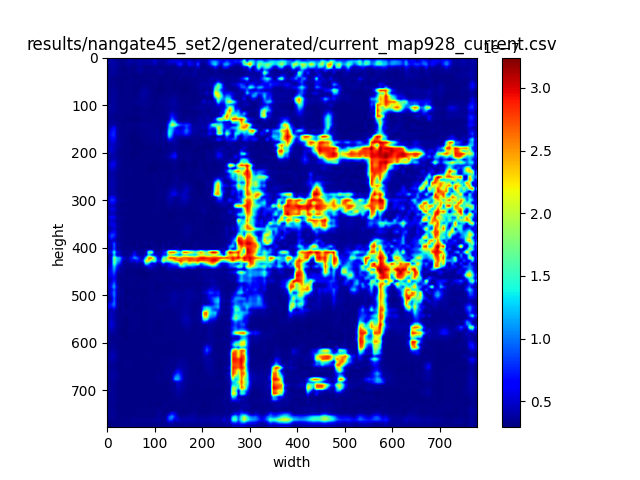 results/nangate45_set2/generated/current_map928_current.csv
1e−7
0
100
200
300
400
500
600
700
height
0 100 200 300 400 500 600 700
width
3.0
2.5
2.0
1.5
1.0
0.5